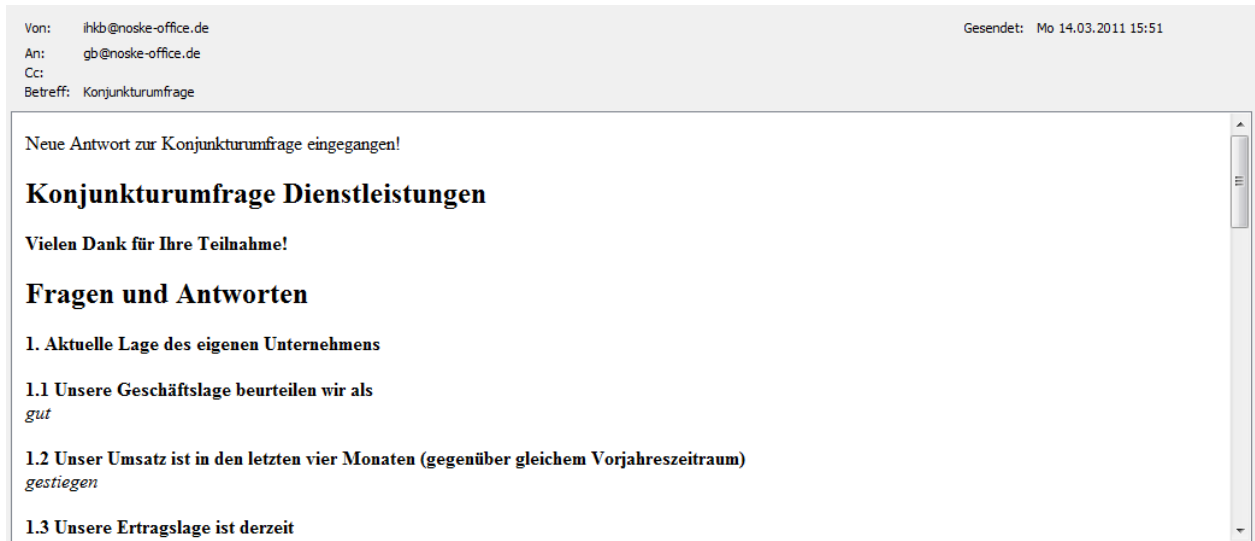 Von: ihkb@noske-office.de Gesendet: Mo 14.03.2011 15:51
An: gb@noske-office.de
Cc:
Betreff: Konjunkturumfrage
Neue Antwort zur Konjunkturumfrage eingegangen!
Konjunkturumfrage Dienstleistungen
Vielen Dank für Ihre Teilnahme!
Fragen und Antworten
1. Aktuelle Lage des eigenen Unternehmens
1.1 Unsere Geschäftslage beurteilen wir als
gut
1.2 Unser Umsatz ist in den letzten vier Monaten (gegenüber gleichem Vorjahreszeitraum)
gestiegen
1.3 Unsere Ertragslage ist derzeit